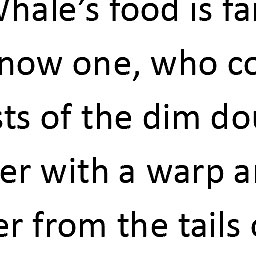 Whale's food is fa
now one, who co
sts of the dim dou
er with a warp a
er from the tails o